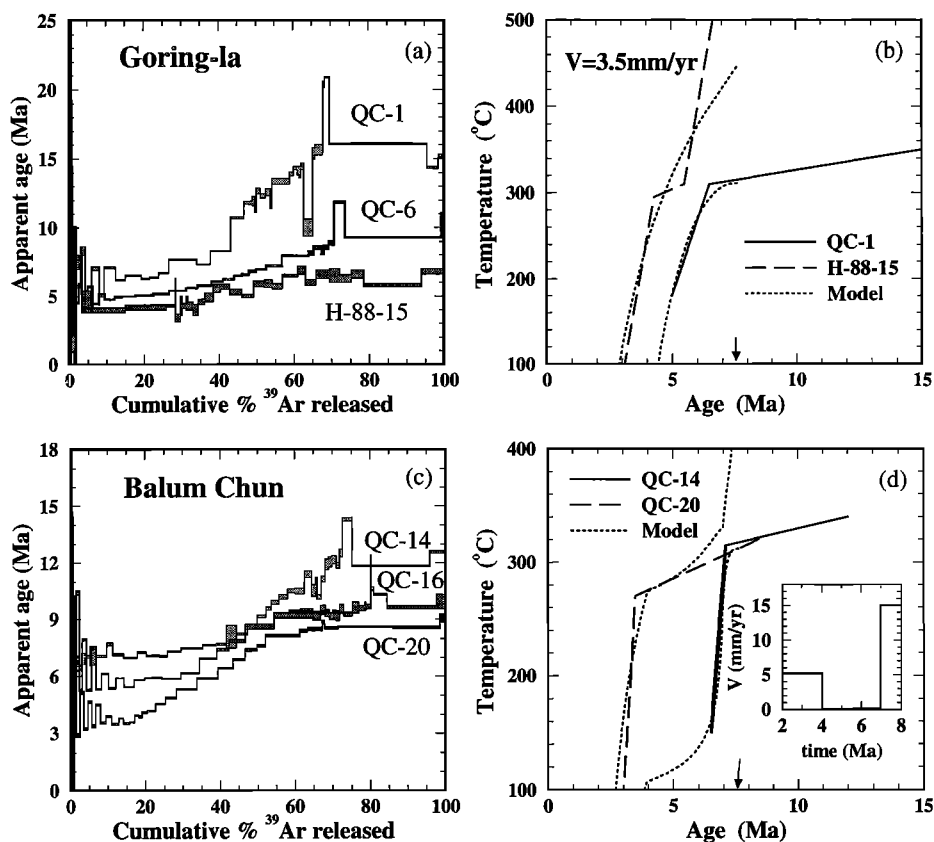 Goring-la
(a)
QC-1
QC-6
H-88-15
25
20
15
10
5
0
Apparent age (Ma)
0
20
40
60
80
100
Cumulative % ³⁹Ar released
(b)
V=3.5mm/yr
500
400
300
200
100
Temperature (°C)
QC-1
H-88-15
Model
0
5
10
15
Age (Ma)
Balum Chun
(c)
QC-14
QC-16
QC-20
18
15
12
9
6
3
0
Apparent age (Ma)
0
20
40
60
80
100
Cumulative % ³⁹Ar released
(d)
QC-14
QC-20
Model
400
300
200
100
Temperature (°C)
15
10
5
0
V (mm/yr)
2
4
6
8
time (Ma)
0
5
10
15
Age (Ma)